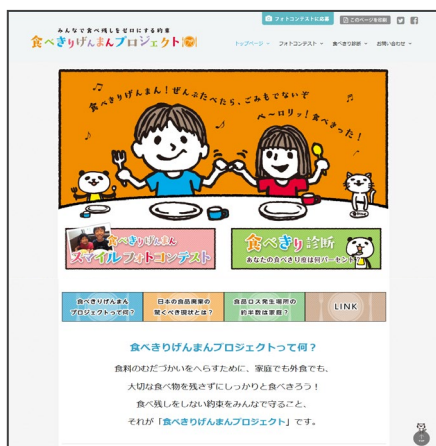 フォトコンテストに応募 このページを印刷
みんなで食べ残しをゼロにする約束
食べきりげんまんプロジェクト
トップページ フォトコンテスト 食べきり診断 お問い合わせ
食べきりげんまん！ぜんぶたべたら、ごみもでないぞ
ペ〜ロリッ！食べきった！
食べきりげんまん
スマイルフォトコンテスト
食べきり診断
あなたの食べきり度は何パーセント
食べきりげんまん
プロジェクトって何？
日本の食品廃棄の
驚くべき現状とは？
食品ロス発生場所の
約半数は家庭？
LINK
食べきりげんまんプロジェクトって何？
食料のむだづかいをへらすために、家庭でも外食でも、
大切な食べ物を残さずにしっかりと食べきろう！
食べ残しをしない約束をみんなで守ること、
それが「食べきりげんまんプロジェクト」です。